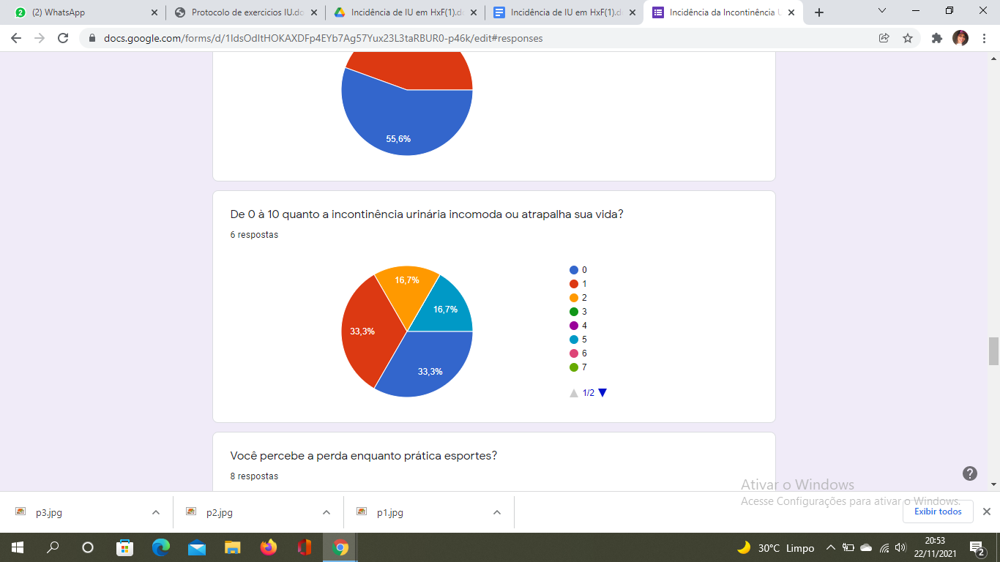 (2) WhatsApp
Protocolo de exercicios IU.do
Incidência de IU em HxF(1).d
Incidência de IU em HxF(1).d
Incidência da Incontinência U
docs.google.com/forms/d/1IdsOdItHOKAXDFp4EYb7Ag57Yux23L3taRBUR0-p46k/edit#responses
55,6%
De 0 à 10 quanto a incontinência urinária incomoda ou atrapalha sua vida?
6 respostas
16,7%
16,7%
33,3%
33,3%
0
1
2
3
4
5
6
7
1/2
Você percebe a perda enquanto prática esportes?
8 respostas
Ativar o Windows
Acesse Configurações para ativar o Windows.
p3.jpg
p2.jpg
p1.jpg
Exibir todos
30°C Limpo
20:53
22/11/2021
2